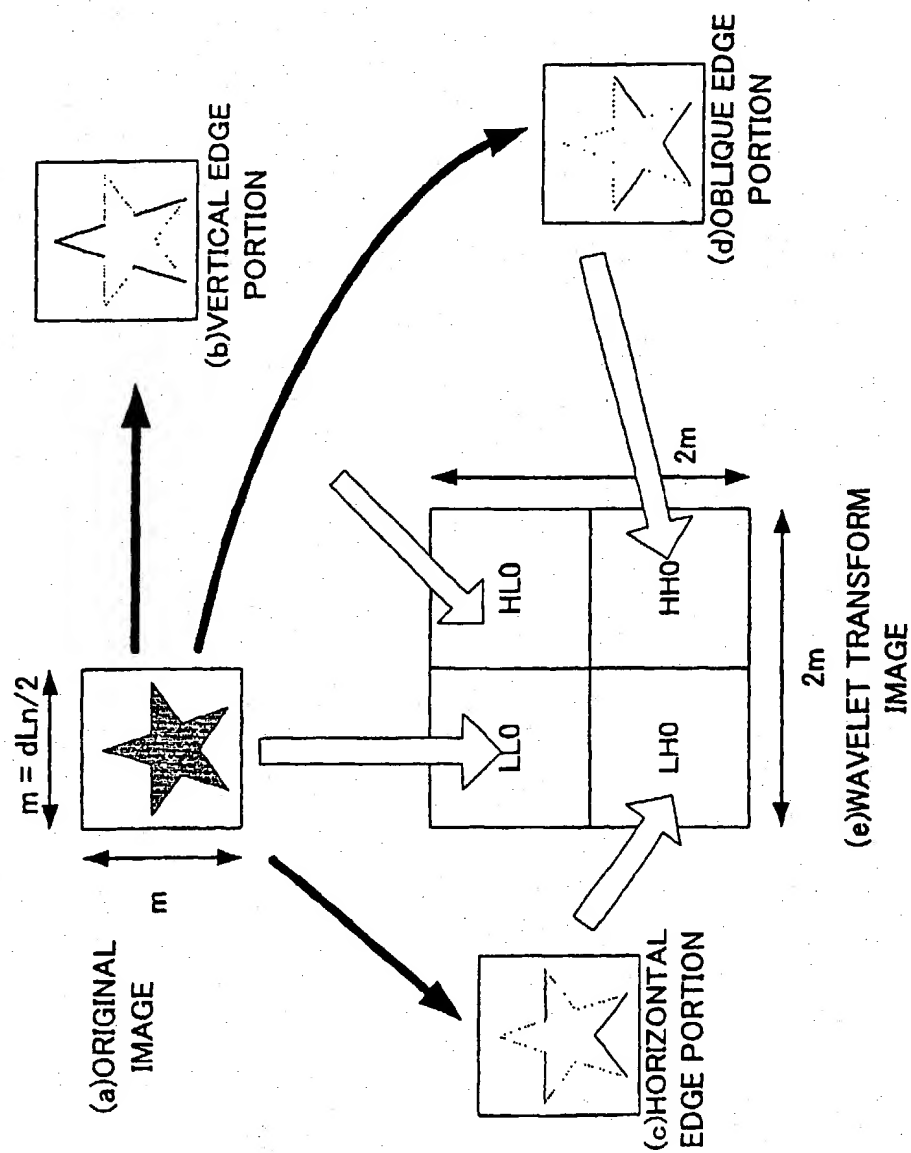 m = dLn/2
m
(a)ORIGINAL
IMAGE
(b)VERTICAL EDGE
PORTION
(c)HORIZONTAL
EDGE PORTION
(d)OBLIQUE EDGE
PORTION
LL0
HL0
LH0
HH0
2m
2m
(e)WAVELET TRANSFORM
IMAGE